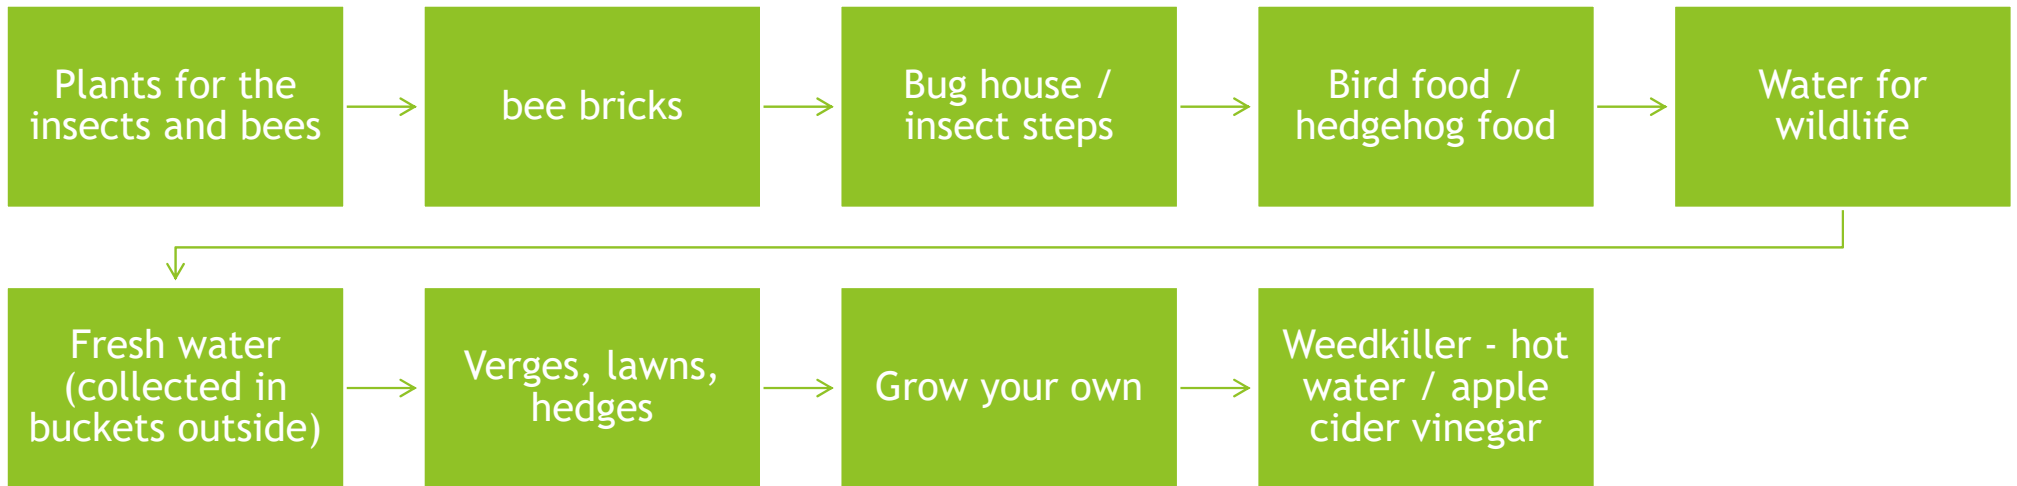 Plants for the
insects and bees
bee bricks
Bug house /
insect steps
Bird food /
hedgehog food
Water for
wildlife
Fresh water
(collected in
buckets outside)
Verges, lawns,
hedges
Grow your own
Weedkiller - hot
water / apple
cider vinegar